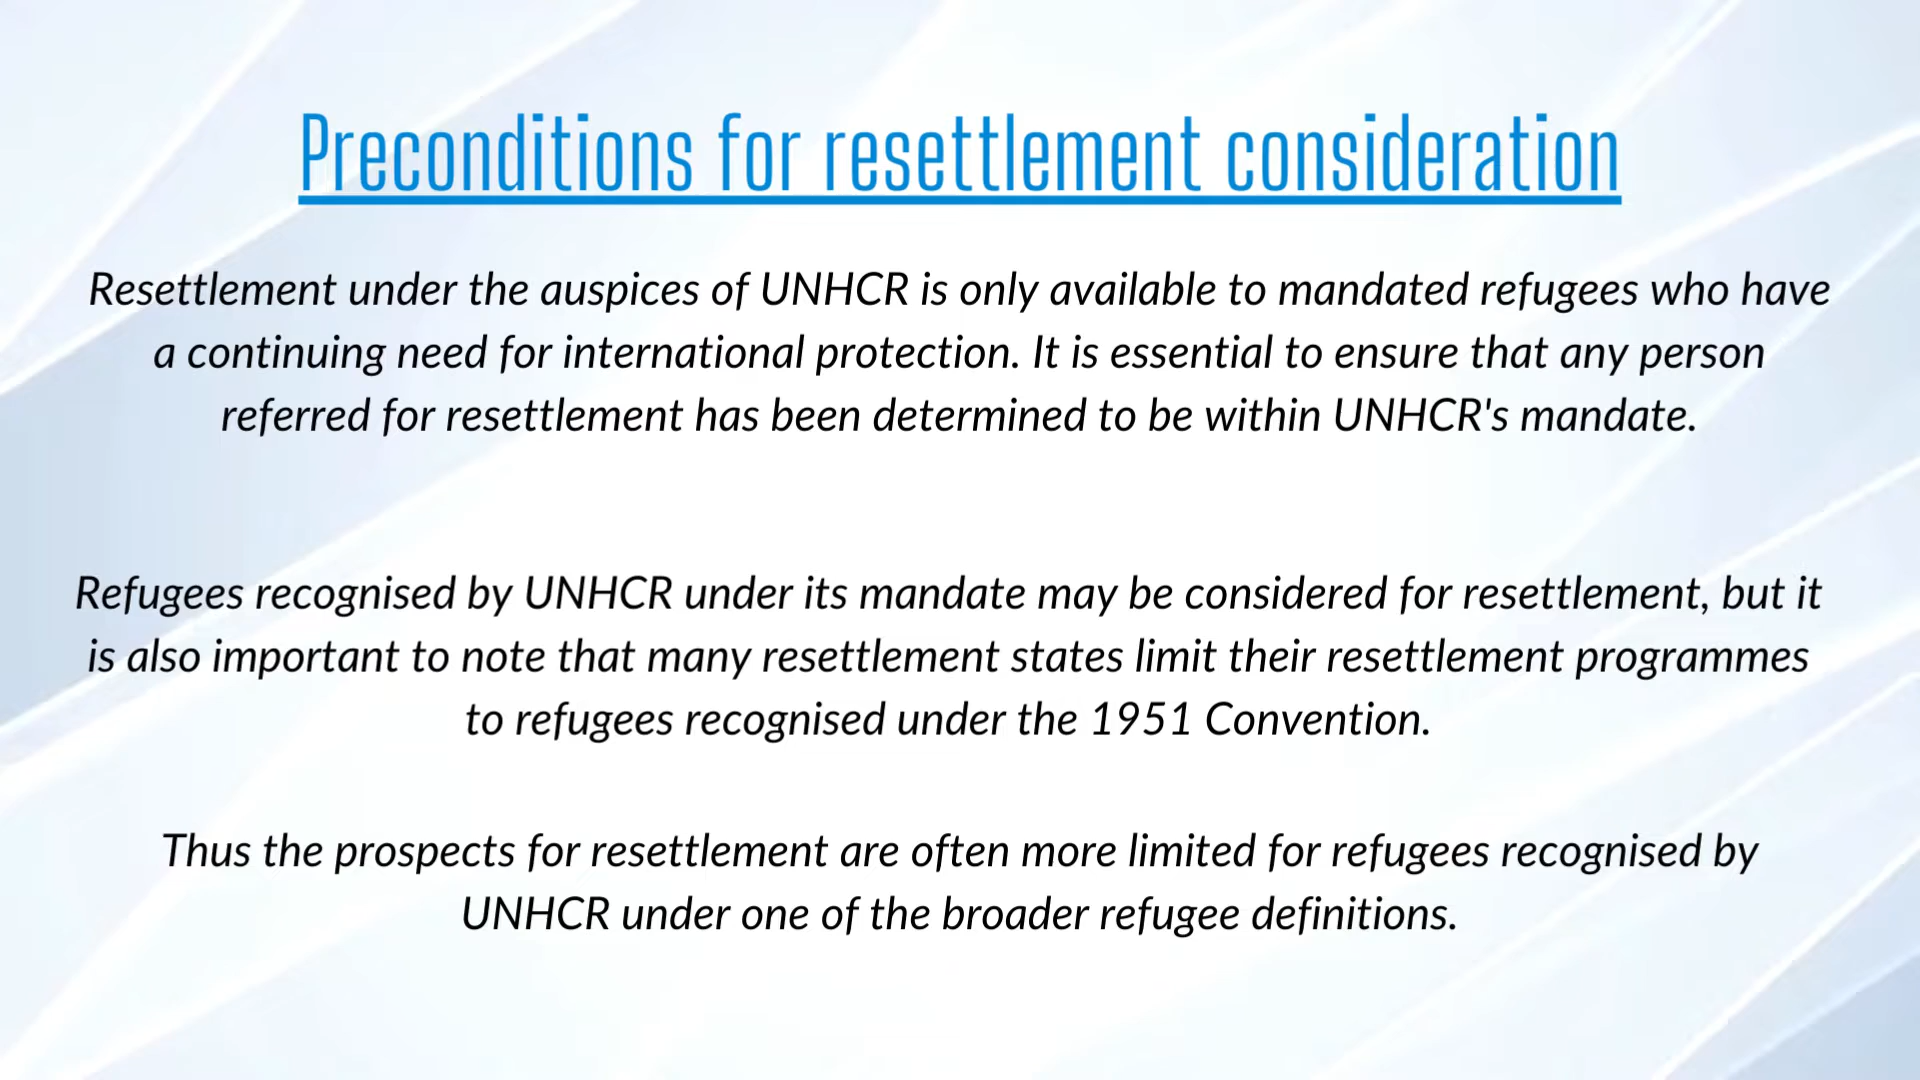 Preconditions for resettlement consideration
Resettlement under the auspices of UNHCR is only available to mandated refugees who have
a continuing need for international protection. It is essential to ensure that any person
referred for resettlement has been determined to be within UNHCR's mandate.
Refugees recognised by UNHCR under its mandate may be considered for resettlement, but it
is also important to note that many resettlement states limit their resettlement programmes
to refugees recognised under the 1951 Convention.
Thus the prospects for resettlement are often more limited for refugees recognised by
UNHCR under one of the broader refugee definitions.